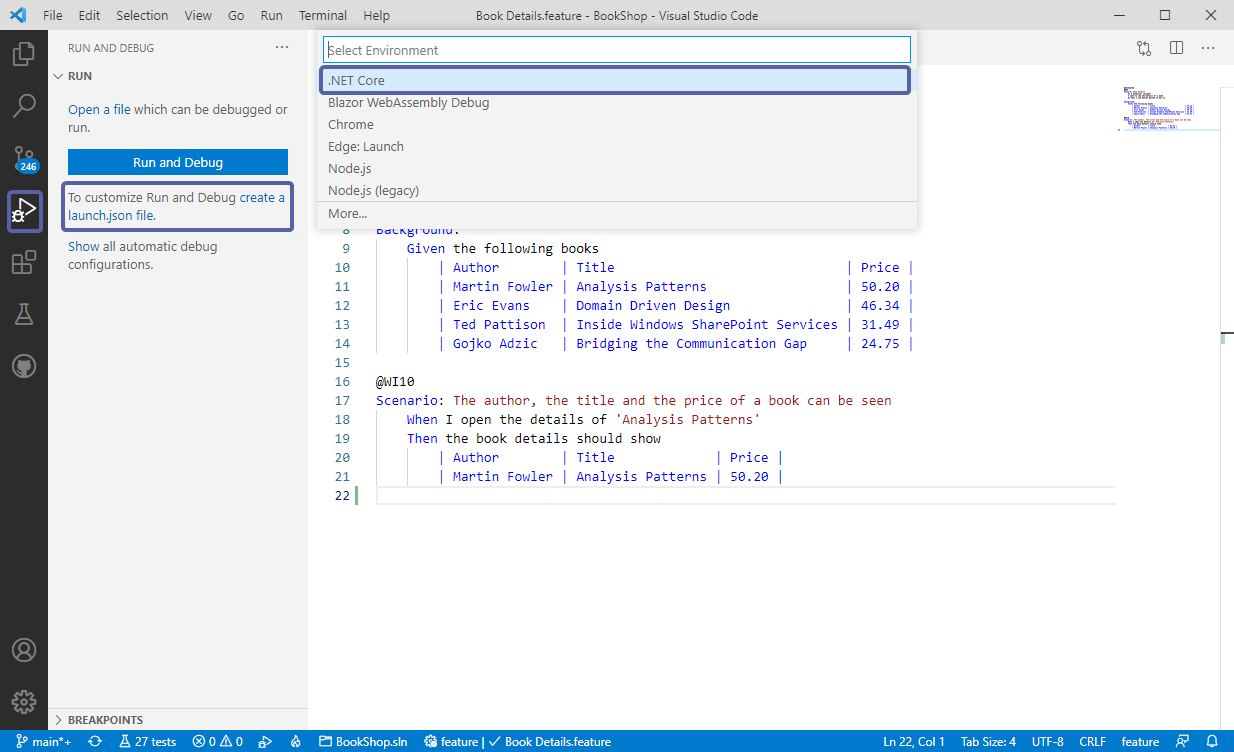 File Edit Selection View Go Run Terminal Help
Book Details.feature - BookShop - Visual Studio Code
RUN AND DEBUG
RUN
Open a file which can be debugged or
run.
Run and Debug
To customize Run and Debug create a
launch.json file.
Show all automatic debug
configurations.
246
Select Environment
.NET Core
Blazor WebAssembly Debug
Chrome
Edge: Launch
Node.js
Node.js (legacy)
More...
8 Background:
9 Given the following books
10 | Author | Title | Price |
11 | Martin Fowler | Analysis Patterns | 50.20 |
12 | Eric Evans | Domain Driven Design | 46.34 |
13 | Ted Pattison | Inside Windows SharePoint Services | 31.49 |
14 | Gojko Adzic | Bridging the Communication Gap | 24.75 |
15
16 @WI10
17 Scenario: The author, the title and the price of a book can be seen
18 When I open the details of 'Analysis Patterns'
19 Then the book details should show
20 | Author | Title | Price |
21 | Martin Fowler | Analysis Patterns | 50.20 |
22
BREAKPOINTS
main*+ 27 tests 0 0 BookShop.sln feature | ✓ Book Details.feature Ln 22, Col 1 Tab Size: 4 UTF-8 CRLF feature